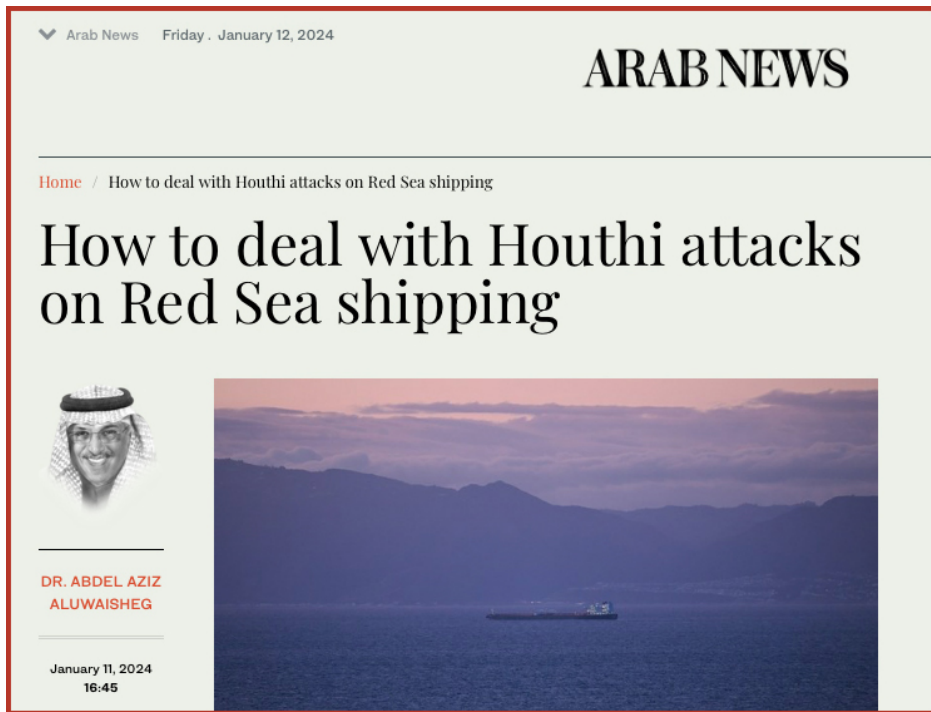 Arab News Friday . January 12, 2024
ARAB NEWS
Home / How to deal with Houthi attacks on Red Sea shipping
How to deal with Houthi attacks
on Red Sea shipping
DR. ABDEL AZIZ
ALUWAISHEG
January 11, 2024
16:45